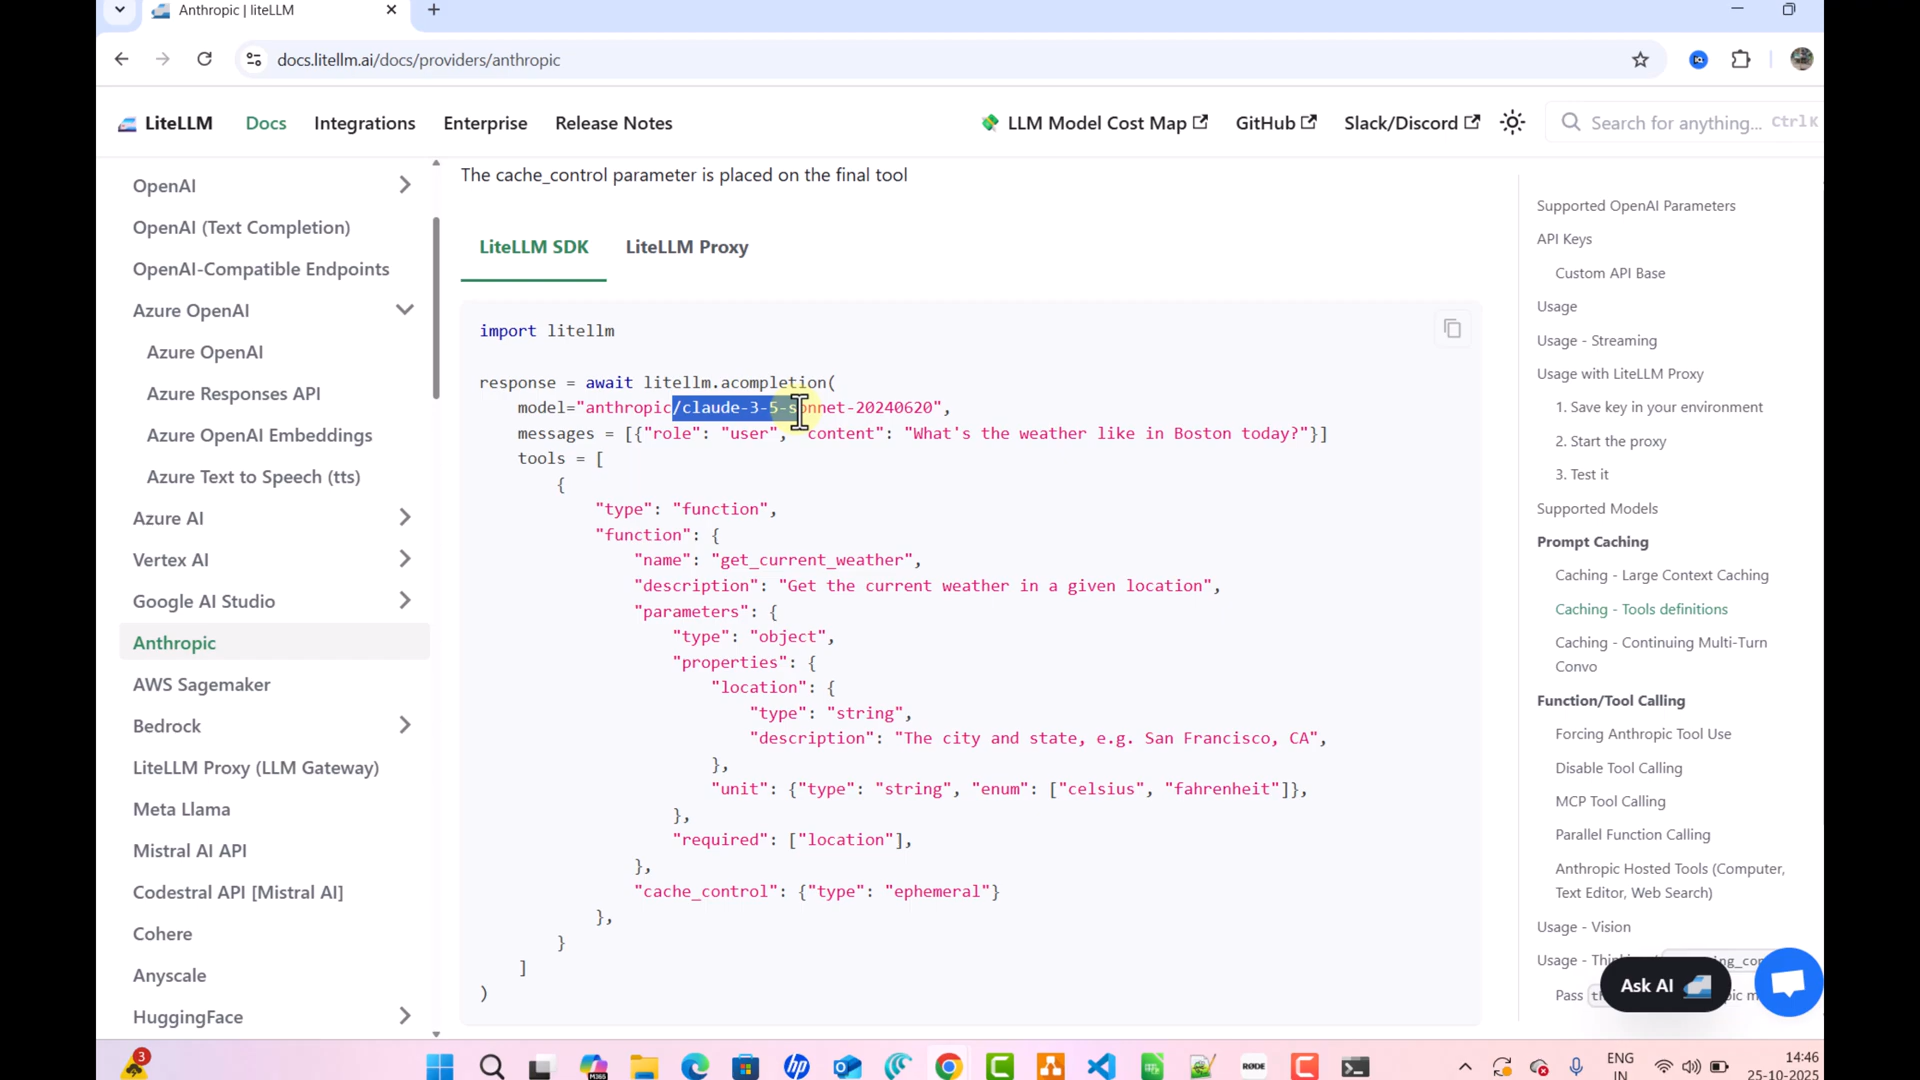 Anthropic | liteLLM
docs.litellm.ai/docs/providers/anthropic
LiteLLM Docs Integrations Enterprise Release Notes LLM Model Cost Map GitHub Slack/Discord Search for anything... Ctrl K
OpenAI
OpenAI (Text Completion)
OpenAI-Compatible Endpoints
Azure OpenAI
Azure OpenAI
Azure Responses API
Azure OpenAI Embeddings
Azure Text to Speech (tts)
Azure AI
Vertex AI
Google AI Studio
Anthropic
AWS Sagemaker
Bedrock
LiteLLM Proxy (LLM Gateway)
Meta Llama
Mistral AI API
Codestral API [Mistral AI]
Cohere
Anyscale
HuggingFace
The cache_control parameter is placed on the final tool
LiteLLM SDK LiteLLM Proxy
import litellm
response = await litellm.acompletion(
model="anthropic/claude-3-5-sonnet-20240620",
messages = [{"role": "user", "content": "What's the weather like in Boston today?"}]
tools = [
{
"type": "function",
"function": {
"name": "get_current_weather",
"description": "Get the current weather in a given location",
"parameters": {
"type": "object",
"properties": {
"location": {
"type": "string",
"description": "The city and state, e.g. San Francisco, CA",
},
"unit": {"type": "string", "enum": ["celsius", "fahrenheit"]},
},
"required": ["location"],
},
"cache_control": {"type": "ephemeral"}
},
}
]
)
Supported OpenAI Parameters
API Keys
Custom API Base
Usage
Usage - Streaming
Usage with LiteLLM Proxy
1. Save key in your environment
2. Start the proxy
3. Test it
Supported Models
Prompt Caching
Caching - Large Context Caching
Caching - Tools definitions
Caching - Continuing Multi-Turn
Convo
Function/Tool Calling
Forcing Anthropic Tool Use
Disable Tool Calling
MCP Tool Calling
Parallel Function Calling
Anthropic Hosted Tools (Computer,
Text Editor, Web Search)
Usage - Vision
Usage -
Pass
Ask AI
3
M365
RØDE
ENG
IN
14:46
25-10-2025